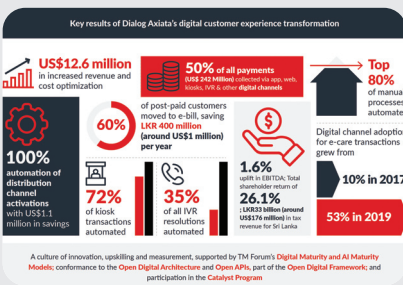 Key results of Dialog Axiata's digital customer experience transformation
US$12.6 million
in increased revenue and
cost optimization
50% of all payments
(US$ 242 Million) collected via app, web,
kiosks, IVR & other digital channels
Top
80%
of manual
processes
automated
100%
automation of
distribution
channel
activations
with US$1.1
million in savings
60%
of post-paid customers
moved to e-bill, saving
LKR 400 million
(around US$1 million)
per year
72%
of kiosk
transactions
automated
35%
of all IVR
resolutions
automated
1.6%
uplift in EBITDA; Total
shareholder return of
26.1%
; LKR33 billion (around
US$176 million) in tax
revenue for Sri Lanka
Digital channel adoption
for e-care transactions
grew from
10% in 2017
53% in 2019
A culture of innovation, upskilling and measurement, supported by TM Forum's Digital Maturity and AI Maturity
Models; conformance to the Open Digital Architecture and Open APIs, part of the Open Digital Framework; and
participation in the Catalyst Program